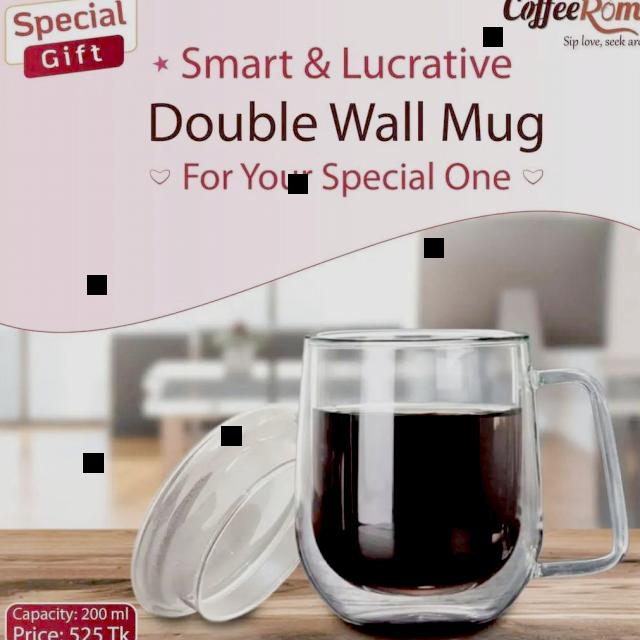 Special
Gift
CoffeeRom
Sip love, seek
Smart & Lucrative
Double Wall Mug
For Your Special One
Capacity: 200 ml
Price: 525 Tk